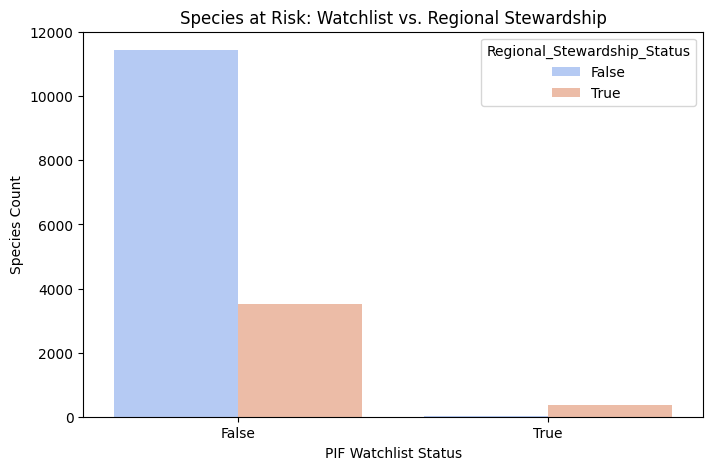 Species at Risk: Watchlist vs. Regional Stewardship
Regional_Stewardship_Status
False
True
12000
10000
8000
6000
4000
2000
0
Species Count
False
True
PIF Watchlist Status